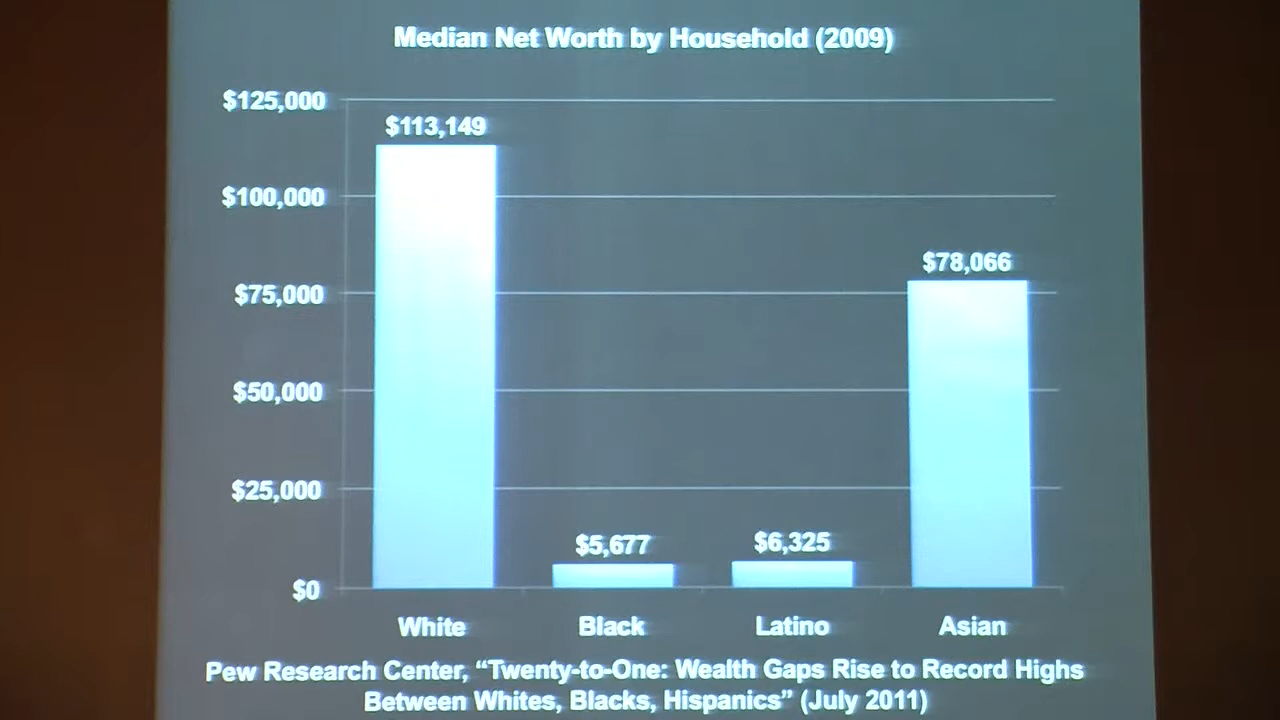 Median Net Worth by Household (2009)
$125,000
$113,149
$100,000
$78,066
$75,000
$50,000
$25,000
$5,677
$6,325
$0
White
Black
Latino
Asian
Pew Research Center, “Twenty-to-One: Wealth Gaps Rise to Record Highs
Between Whites, Blacks, Hispanics” (July 2011)